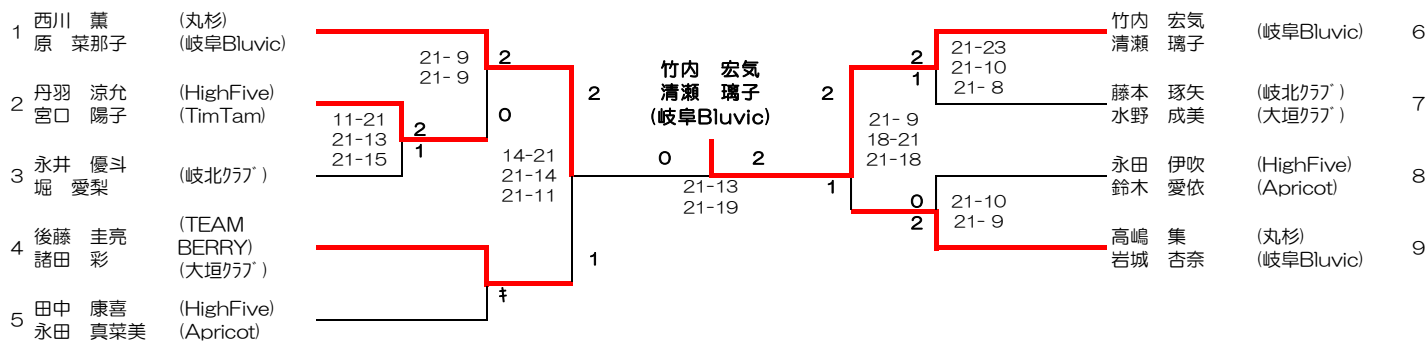 1 西川 薫 (丸杉)
原 菜那子 (岐阜Bluvic)
2 丹羽 涼允 (HighFive)
宮口 陽子 (TimTam)
3 永井 優斗
堀 愛梨 (岐北ｸﾗﾌﾞ)
4 後藤 圭亮 (TEAM BERRY)
諸田 彩 (大垣ｸﾗﾌﾞ)
5 田中 康喜 (HighFive)
永田 真菜美 (Apricot)
21- 9
21- 9
2
0
11-21
21-13
21-15
2
1
14-21
21-14
21-11
2
1
ｷ
竹内 宏気
清瀬 璃子
(岐阜Bluvic)
0 2
21-13
21-19
2
1
21- 9
18-21
21-18
2
1
21-23
21-10
21- 8
0
2
21-10
21- 9
竹内 宏気
清瀬 璃子 (岐阜Bluvic) 6
藤本 琢矢 (岐北ｸﾗﾌﾞ)
水野 成美 (大垣ｸﾗﾌﾞ) 7
永田 伊吹 (HighFive)
鈴木 愛依 (Apricot) 8
高嶋 集 (丸杉)
岩城 杏奈 (岐阜Bluvic) 9